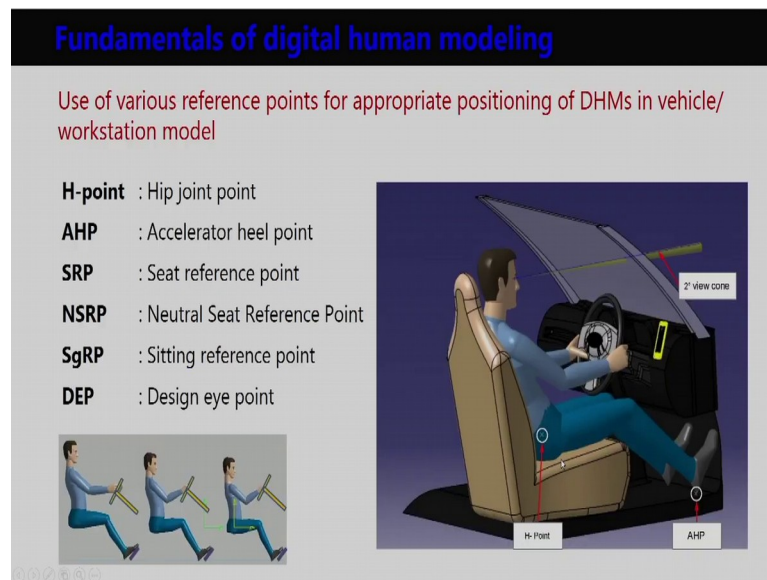 Fundamentals of digital human modeling
Use of various reference points for appropriate positioning of DHMs in vehicle/
workstation model
H-point : Hip joint point
AHP : Accelerator heel point
SRP : Seat reference point
NSRP : Neutral Seat Reference Point
SgRP : Sitting reference point
DEP : Design eye point
2° view cone
H- Point
AHP